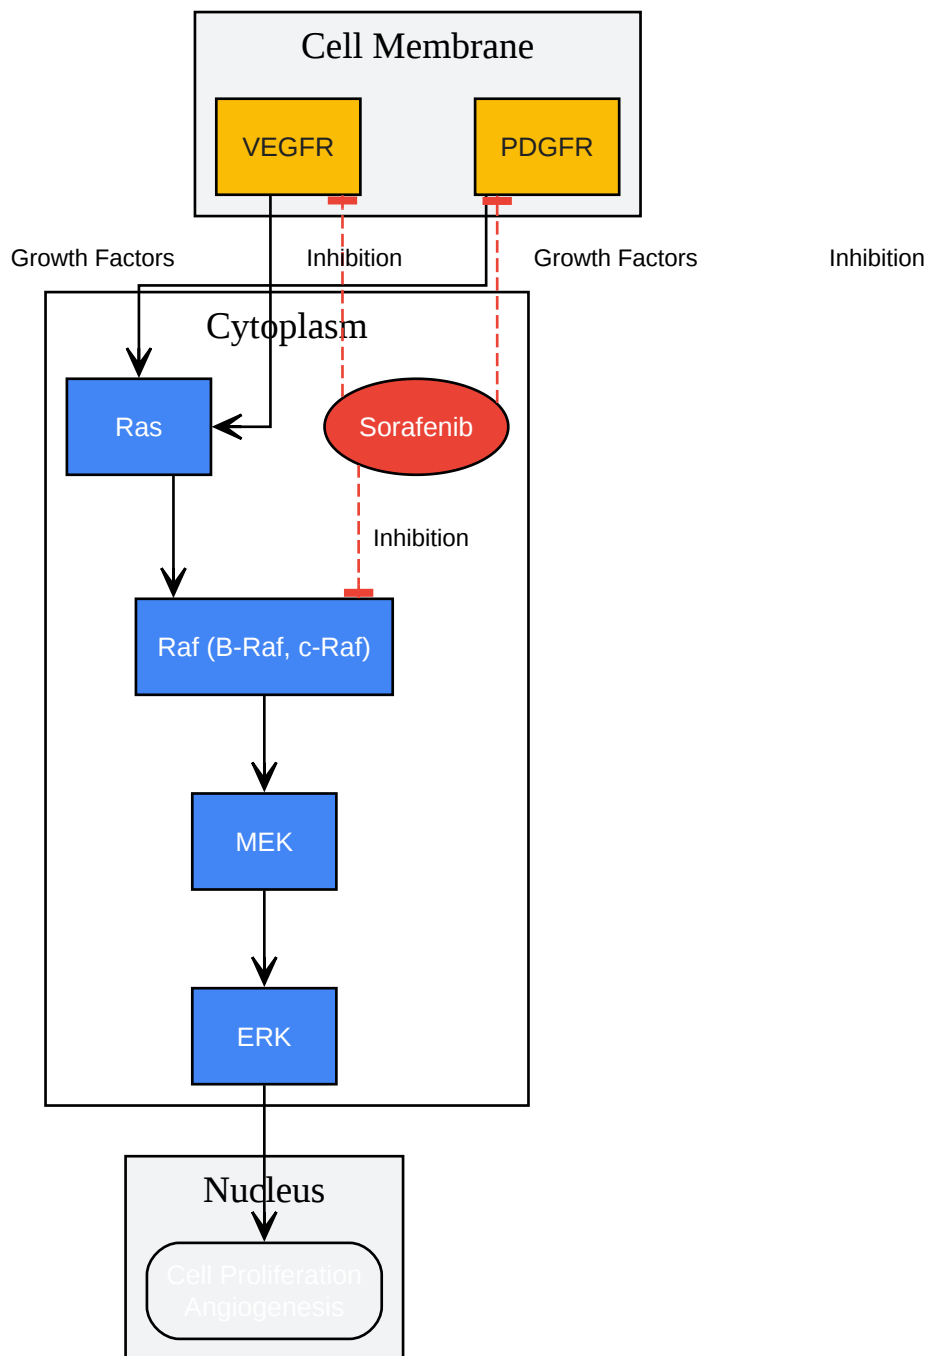 Cell Membrane
VEGFR
PDGFR
Growth Factors
Inhibition
Growth Factors
Inhibition
Cytoplasm
Ras
Sorafenib
Inhibition
Raf (B-Raf, c-Raf)
MEK
ERK
Nucleus
Cell Proliferation
Angiogenesis